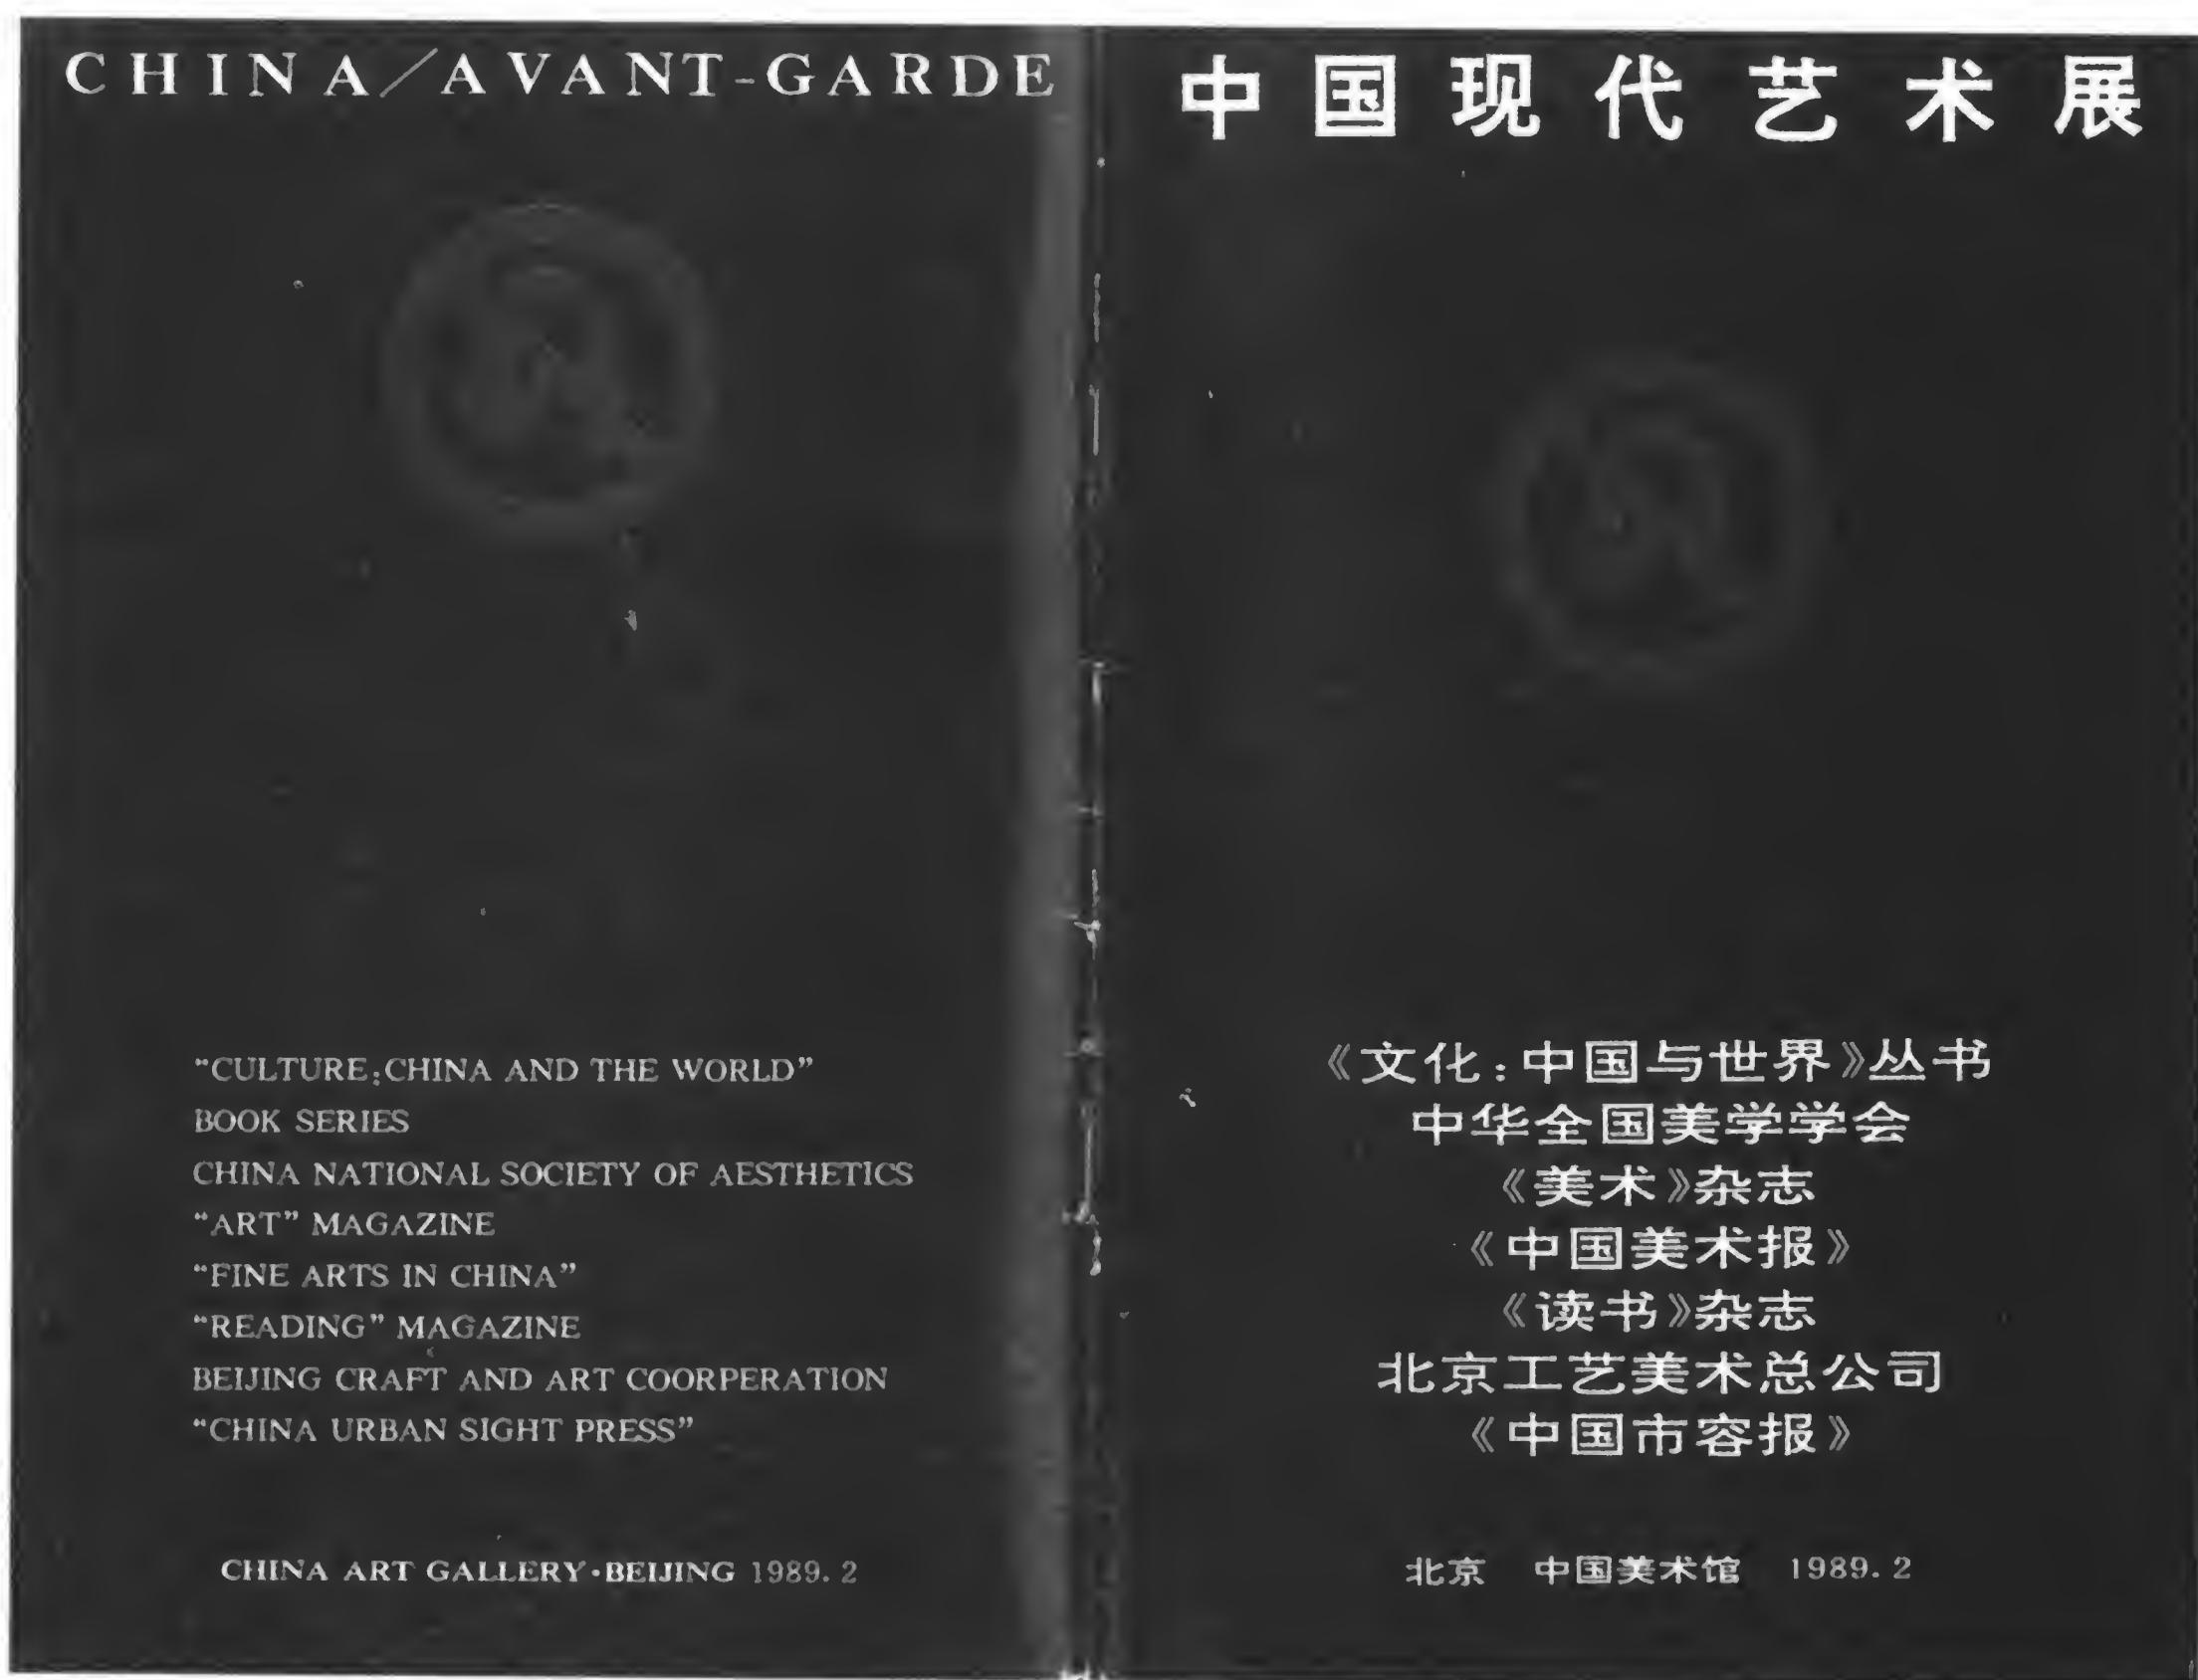 CHINA/AVANT-GARDE
"CULTURE:CHINA AND THE WORLD"
BOOK SERIES
CHINA NATIONAL SOCIETY OF AESTHETICS
"ART" MAGAZINE
"FINE ARTS IN CHINA"
"READING" MAGAZINE
BEIJING CRAFT AND ART COORPERATION
"CHINA URBAN SIGHT PRESS"
CHINA ART GALLERY·BEIJING 1989.2
中国现代艺术展
《文化:中国与世界》丛书
中华全国美学学会
《美术》杂志
《中国美术报》
《读书》杂志
北京工艺美术总公司
《中国市容报》
北京 中国美术馆 1989.2